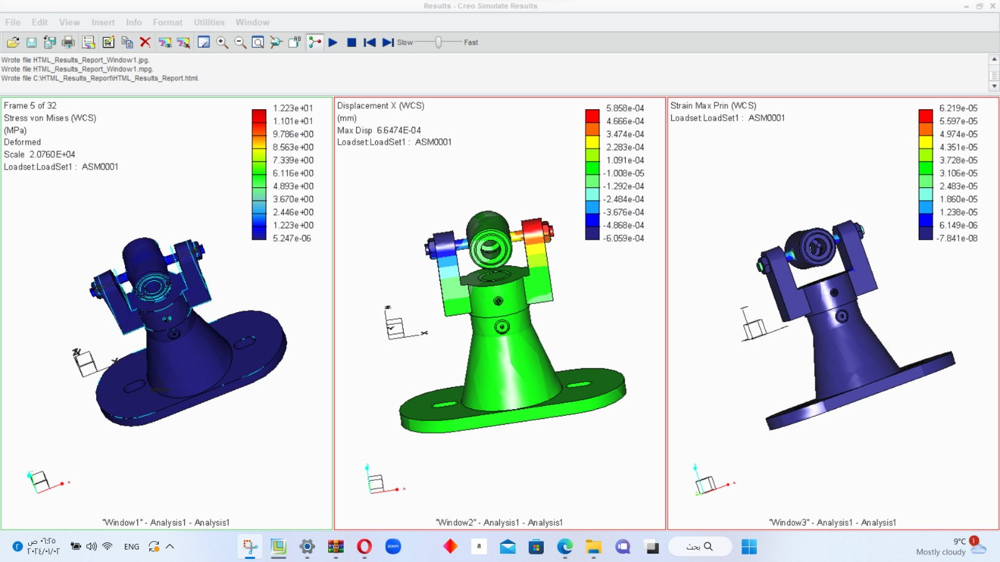 Results - Creo Simulate Results
File Edit View Insert Info Format Utilities Window
Slow Fast
Wrote file HTML_Results_Report_Window1.jpg.
Wrote file HTML_Results_Report_Window1.mpg.
Wrote file C:\HTML_Results_Report\HTML_Results_Report.html.
Frame 5 of 32
Stress von Mises (WCS)
(MPa)
Deformed
Scale 2.0760E+04
Loadset:LoadSet1 : ASM0001
1.223e+01
1.101e+01
9.786e+00
8.563e+00
7.339e+00
6.116e+00
4.893e+00
3.670e+00
2.446e+00
1.223e+00
5.247e-06
"Window1" - Analysis1 - Analysis1
Displacement X (WCS)
(mm)
Max Disp 6.6474E-04
Loadset:LoadSet1 : ASM0001
5.858e-04
4.666e-04
3.474e-04
2.283e-04
1.091e-04
-1.008e-05
-1.292e-04
-2.484e-04
-3.676e-04
-4.868e-04
-6.059e-04
X
"Window2" - Analysis1 - Analysis1
Strain Max Prin (WCS)
Loadset:LoadSet1 : ASM0001
6.219e-05
5.597e-05
4.974e-05
4.351e-05
3.728e-05
3.106e-05
2.483e-05
1.860e-05
1.238e-05
6.149e-06
-7.841e-08
"Window3" - Analysis1 - Analysis1
٢
٠٦:٢٥ ص
٢٠٢٤/٠١/٠٢
ENG
zoom
a
بحث
9°C
Mostly cloudy
١